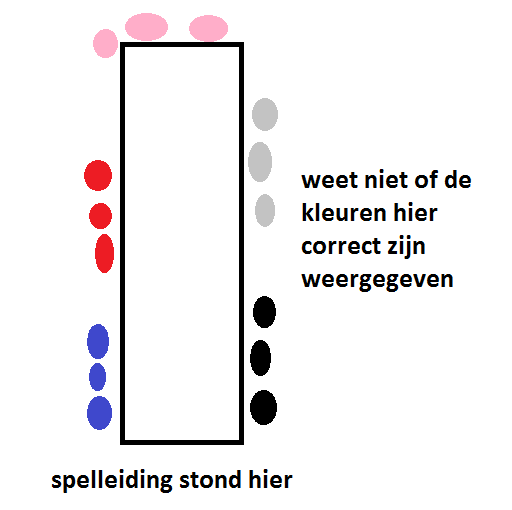 weet niet of de
kleuren hier
correct zijn
weergegeven
spelleiding stond hier